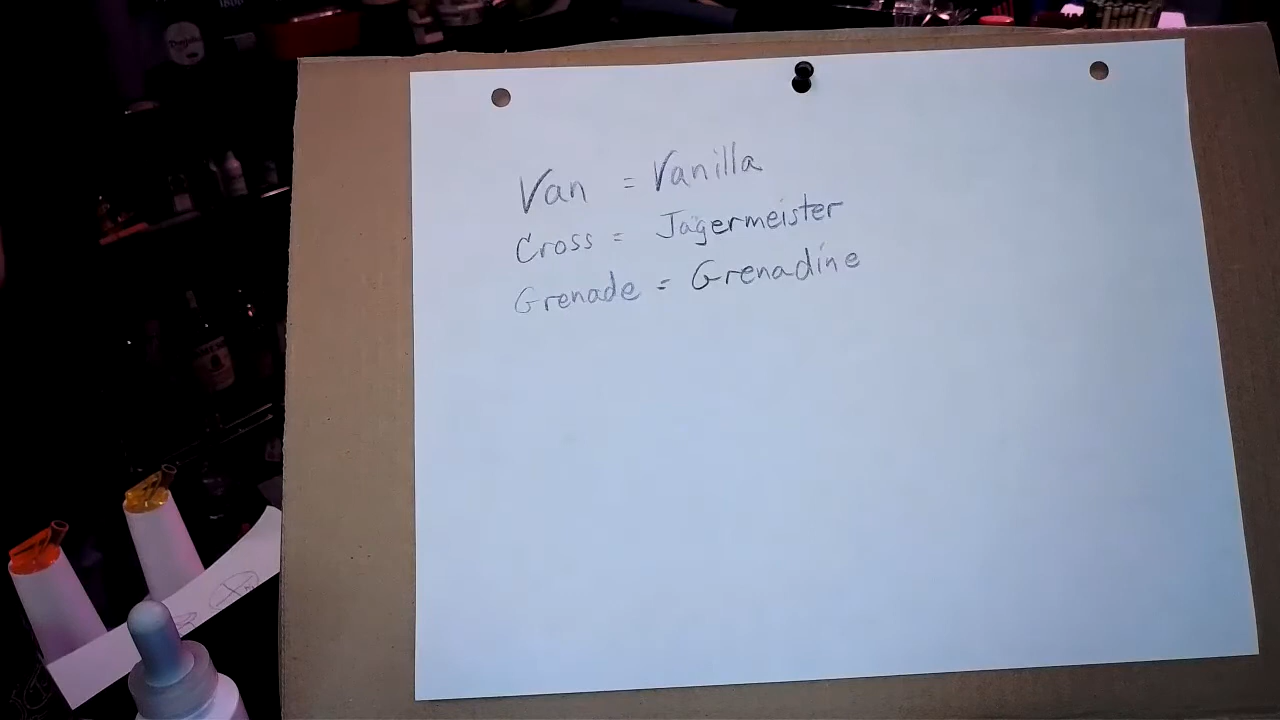 Van = Vanilla
Cross = Jägermeister
Grenade = Grenadine